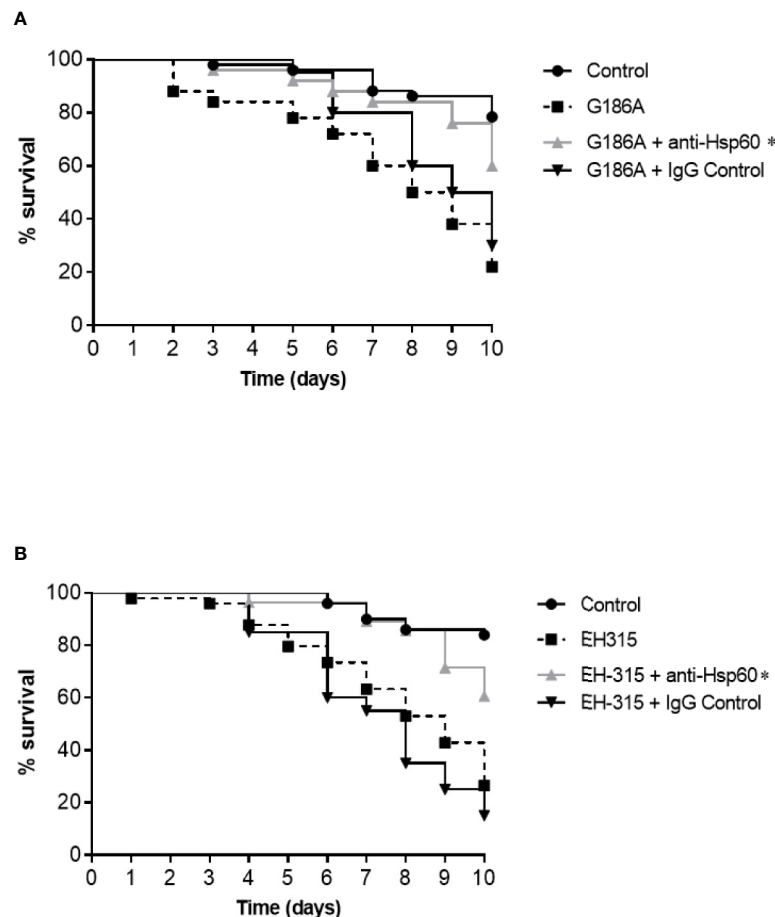 A
100
80
60
40
20
0
% survival
0 1 2 3 4 5 6 7 8 9 10
Time (days)
Control
G186A
G186A + anti-Hsp60 *
G186A + IgG Control
B
100
80
60
40
20
0
% survival
0 1 2 3 4 5 6 7 8 9 10
Time (days)
Control
EH315
EH-315 + anti-Hsp60 *
EH-315 + IgG Control